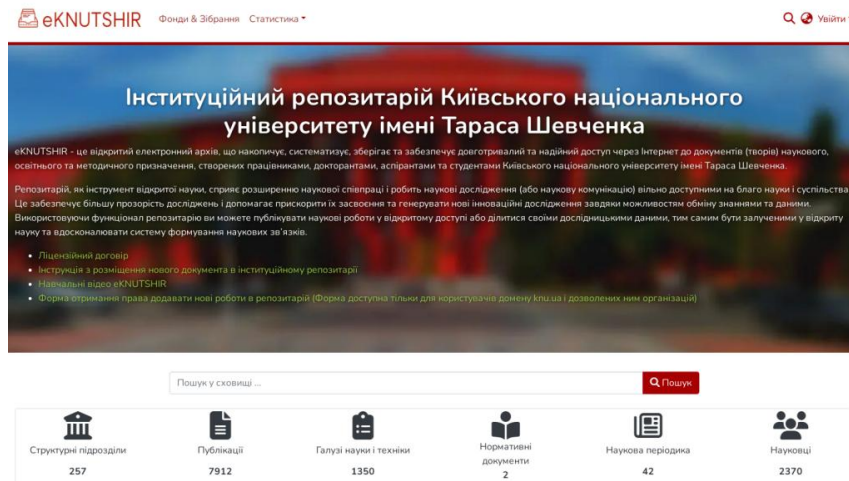 eKNUTSHIR Фонди & Зібрання Статистика Увійти
Інституційний репозитарій Київського національного
університету імені Тараса Шевченка
eKNUTSHIR - це відкритий електронний архів, що накопичує, систематизує, зберігає та забезпечує довготривалий та надійний доступ через Інтернет до документів (творів) наукового,
освітнього та методичного призначення, створених працівниками, докторантами, аспірантами та студентами Київського національного університету імені Тараса Шевченка.
Репозитарій, як інструмент відкритої науки, сприяє розширенню наукової співпраці і робить наукові дослідження (або наукову комунікацію) вільно доступними на благо науки і суспільства
Це забезпечує більшу прозорість досліджень і допомагає прискорити їх засвоєння та генерувати нові інноваційні дослідження завдяки можливостям обміну знаннями та даними.
Використовуючи функціонал репозитарію ви можете публікувати наукові роботи у відкритому доступі або ділитися своїми дослідницькими даними, тим самим бути залученими у відкриту
науку та вдосконалювати систему формування наукових зв'язків.
Ліцензійний договір
Інструкція з розміщення нового документа в інституційному репозитарії
Навчальні відео eKNUTSHIR
Форма отримання права додавати нові роботи в репозитарій (Форма доступна тільки для користувачів домену knu.ua і дозволених ним організацій)
Пошук у сховищі ... Пошук
Структурні підрозділи
257
Публікації
7912
Галузі науки і техніки
1350
Нормативні
документи
2
Наукова періодика
42
Науковці
2370